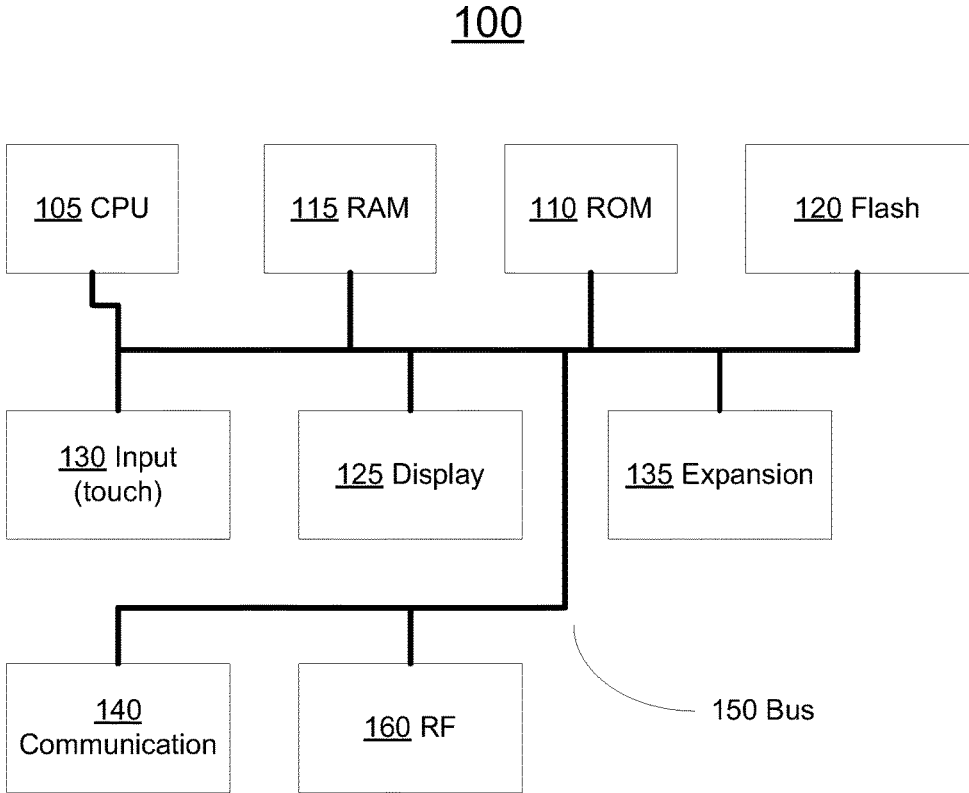 100
105 CPU
115 RAM
110 ROM
120 Flash
130 Input
(touch)
125 Display
135 Expansion
140
Communication
160 RF
150 Bus